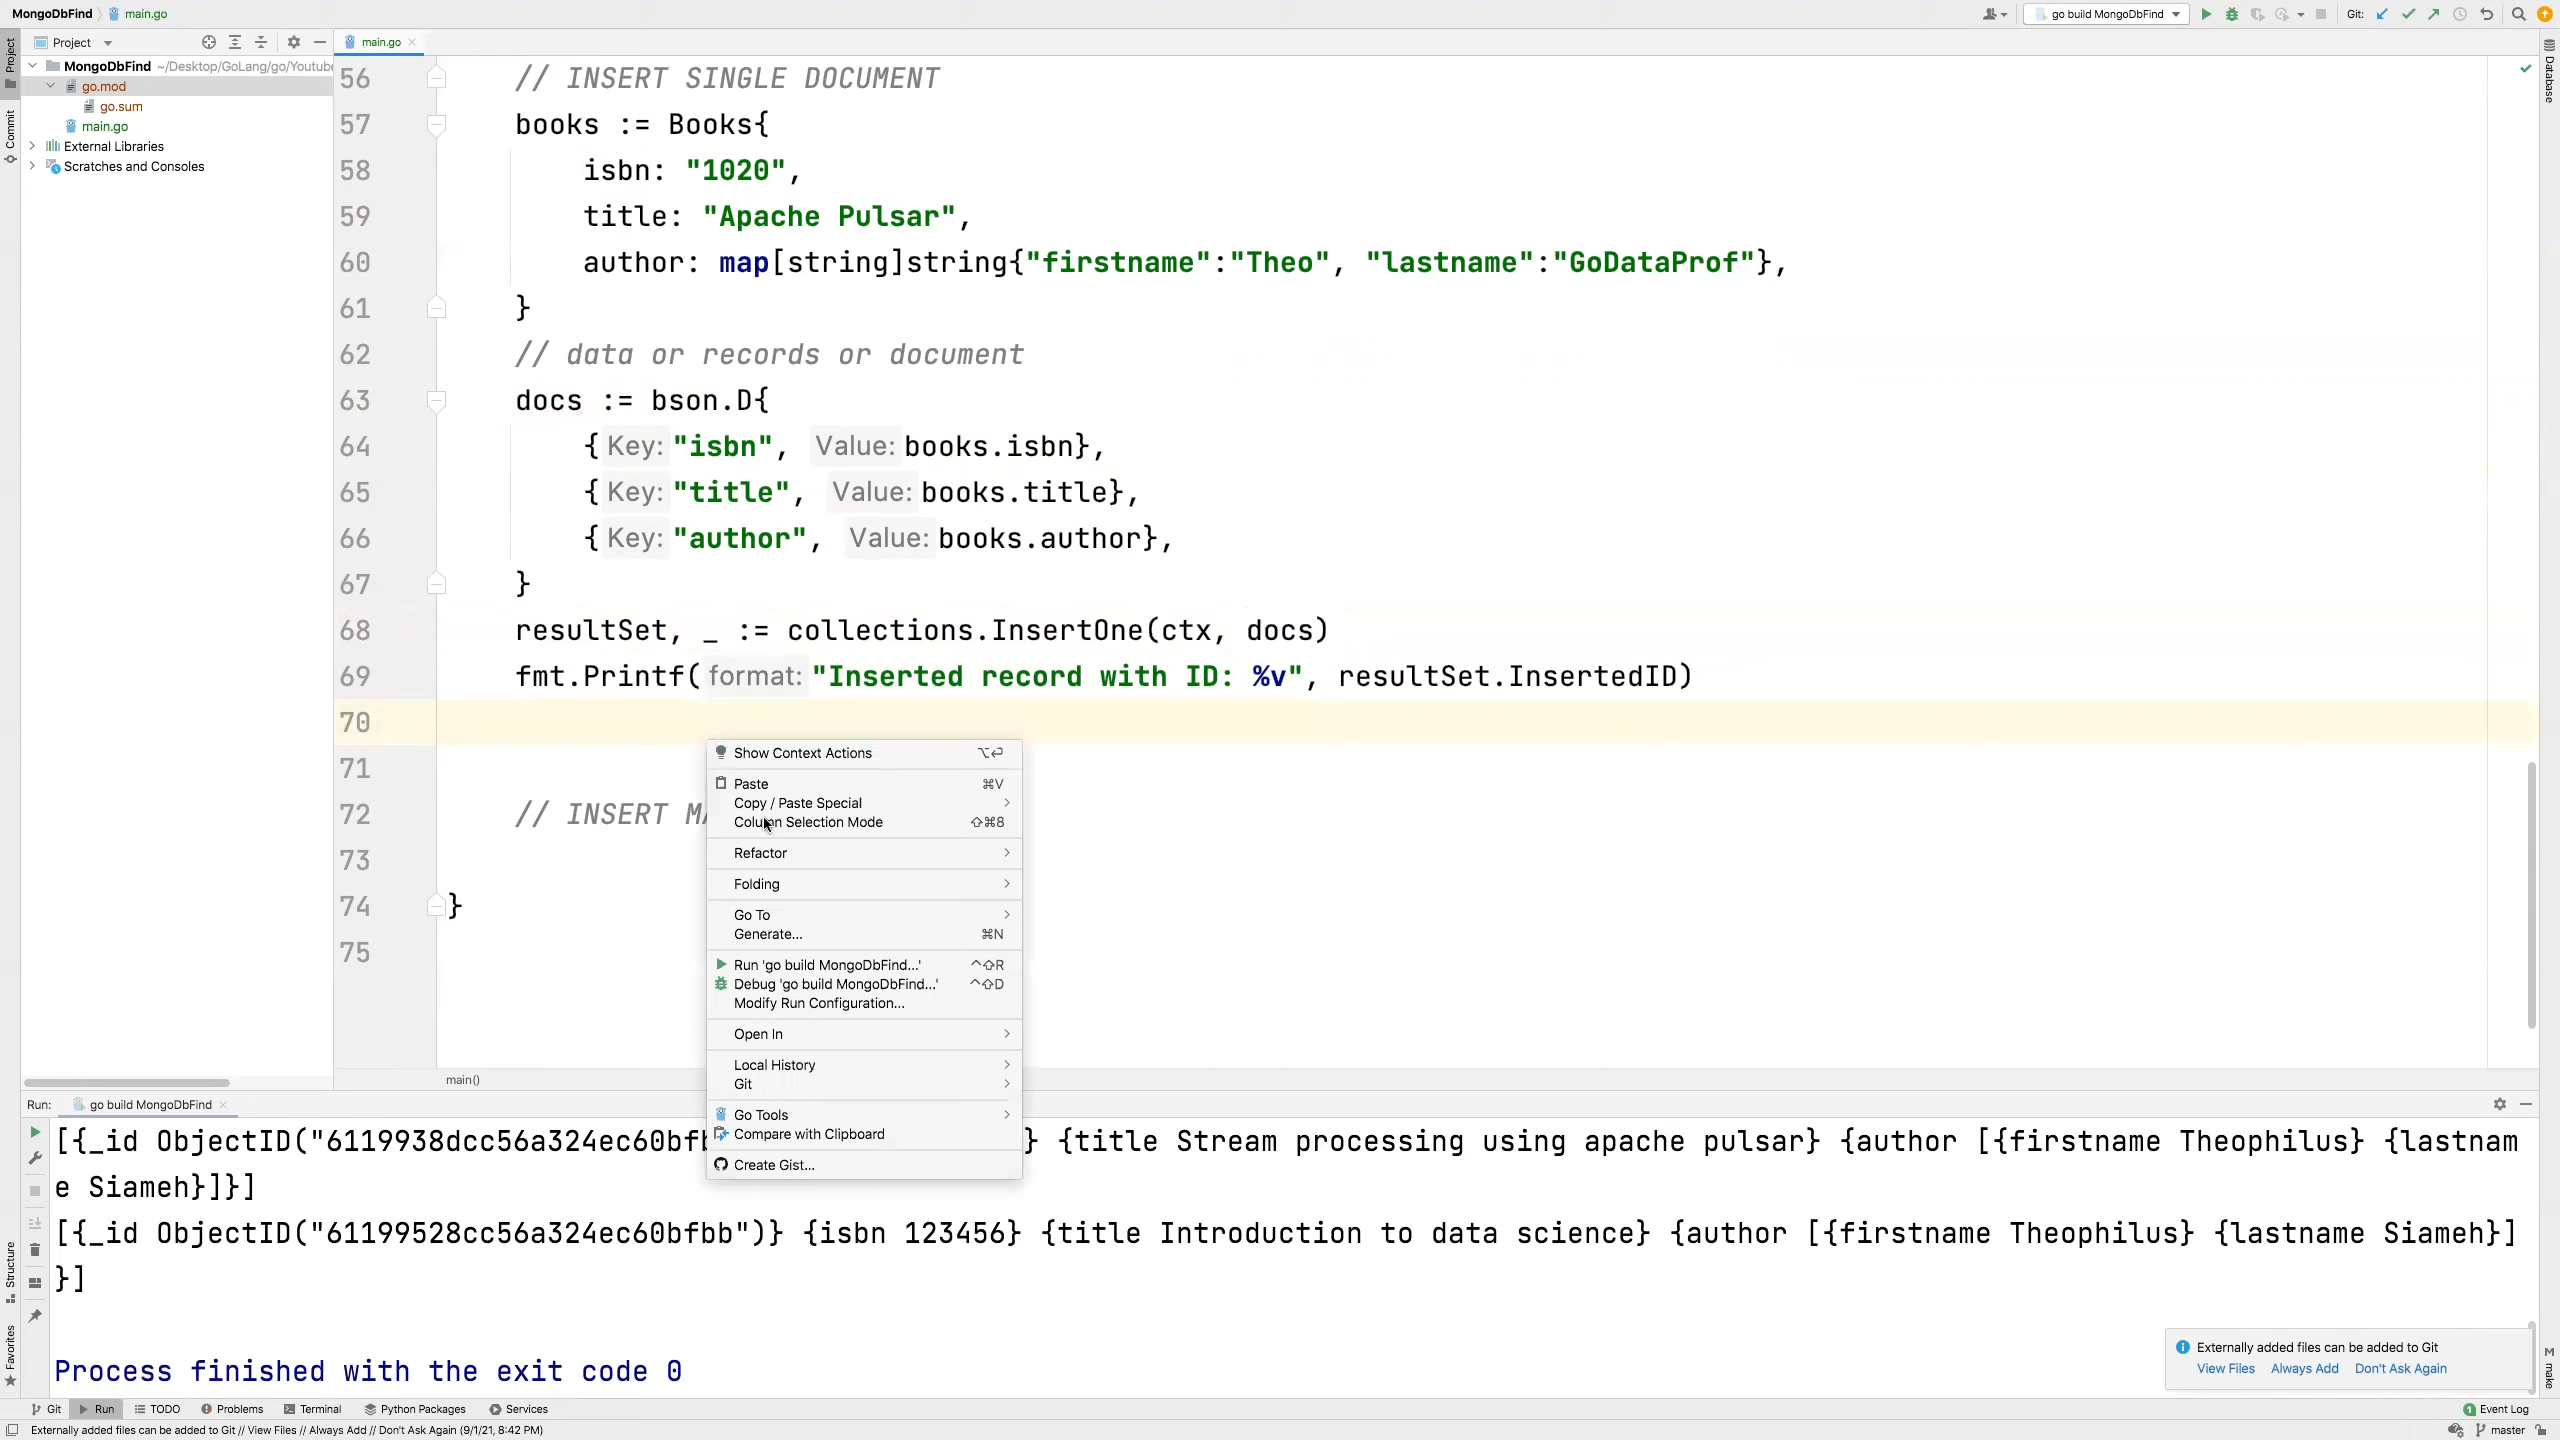 MongoDbFind main.go
go build MongoDbFind
Git:
Project
main.go
MongoDbFind ~/Desktop/GoLang/go/Youtube
go.mod
go.sum
main.go
External Libraries
Scratches and Consoles
Project
Commit
Structure
Favorites
Database
make
56 // INSERT SINGLE DOCUMENT
57 books := Books{
58 isbn: "1020",
59 title: "Apache Pulsar",
60 author: map[string]string{"firstname":"Theo", "lastname":"GoDataProf"},
61 }
62 // data or records or document
63 docs := bson.D{
64 {Key: "isbn", Value: books.isbn},
65 {Key: "title", Value: books.title},
66 {Key: "author", Value: books.author},
67 }
68 resultSet, _ := collections.InsertOne(ctx, docs)
69 fmt.Printf(format: "Inserted record with ID: %v", resultSet.InsertedID)
70
71
72 // INSERT MA
73
74 }
75
Show Context Actions ⌥⏎
Paste ⌘V
Copy / Paste Special
Column Selection Mode ⇧⌘8
Refactor
Folding
Go To
Generate... ⌘N
Run 'go build MongoDbFind...' ^⇧R
Debug 'go build MongoDbFind...' ^⇧D
Modify Run Configuration...
Open In
Local History
Git
Go Tools
Compare with Clipboard
Create Gist...
main()
Run: go build MongoDbFind
[{_id ObjectID("6119938dcc56a324ec60bfb } {title Stream processing using apache pulsar} {author [{firstname Theophilus} {lastnam
e Siameh}]}]
[{_id ObjectID("61199528cc56a324ec60bfbb")} {isbn 123456} {title Introduction to data science} {author [{firstname Theophilus} {lastname Siameh}]
}]
Process finished with the exit code 0
Externally added files can be added to Git
View Files Always Add Don't Ask Again
Git Run TODO Problems Terminal Python Packages Services
1 Event Log
Externally added files can be added to Git // View Files // Always Add // Don't Ask Again (9/1/21, 8:42 PM)
master